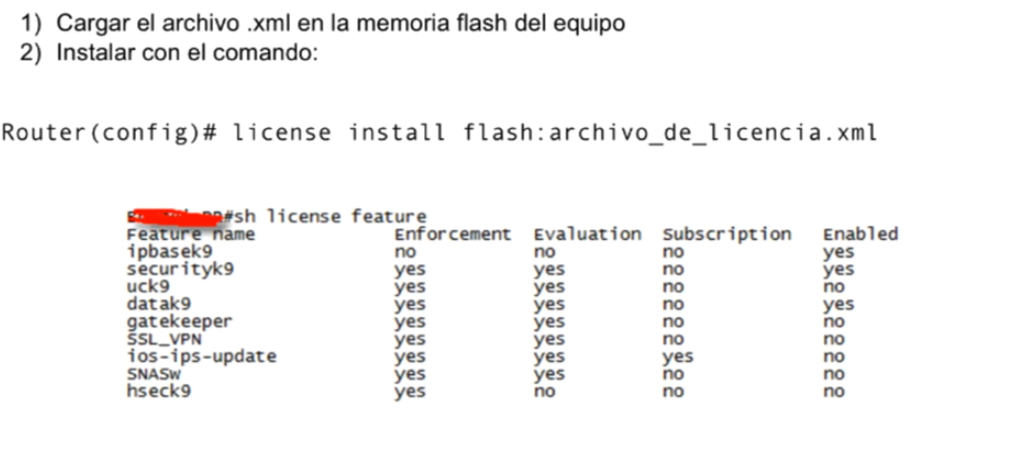 1) Cargar el archivo .xml en la memoria flash del equipo
2) Instalar con el comando:
Router(config)# license install flash:archivo_de_licencia.xml
#sh license feature
Feature name Enforcement Evaluation Subscription Enabled
ipbasek9 no no no yes
securityk9 yes yes no yes
uck9 yes yes no no
datak9 yes yes no yes
gatekeeper yes yes no no
SSL_VPN yes yes no no
ios-ips-update yes yes yes no
SNASw yes yes no no
hseck9 yes no no no